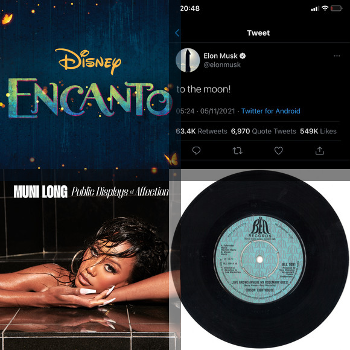 Disney
ENCANTO
20:48
Tweet
Elon Musk
@elonmusk
to the moon!
05:24 · 05/11/2021 · Twitter for Android
63.4K Retweets 6,970 Quote Tweets 549K Likes
MUNI LONG Public Displays of Affection
BELL
RECORDS